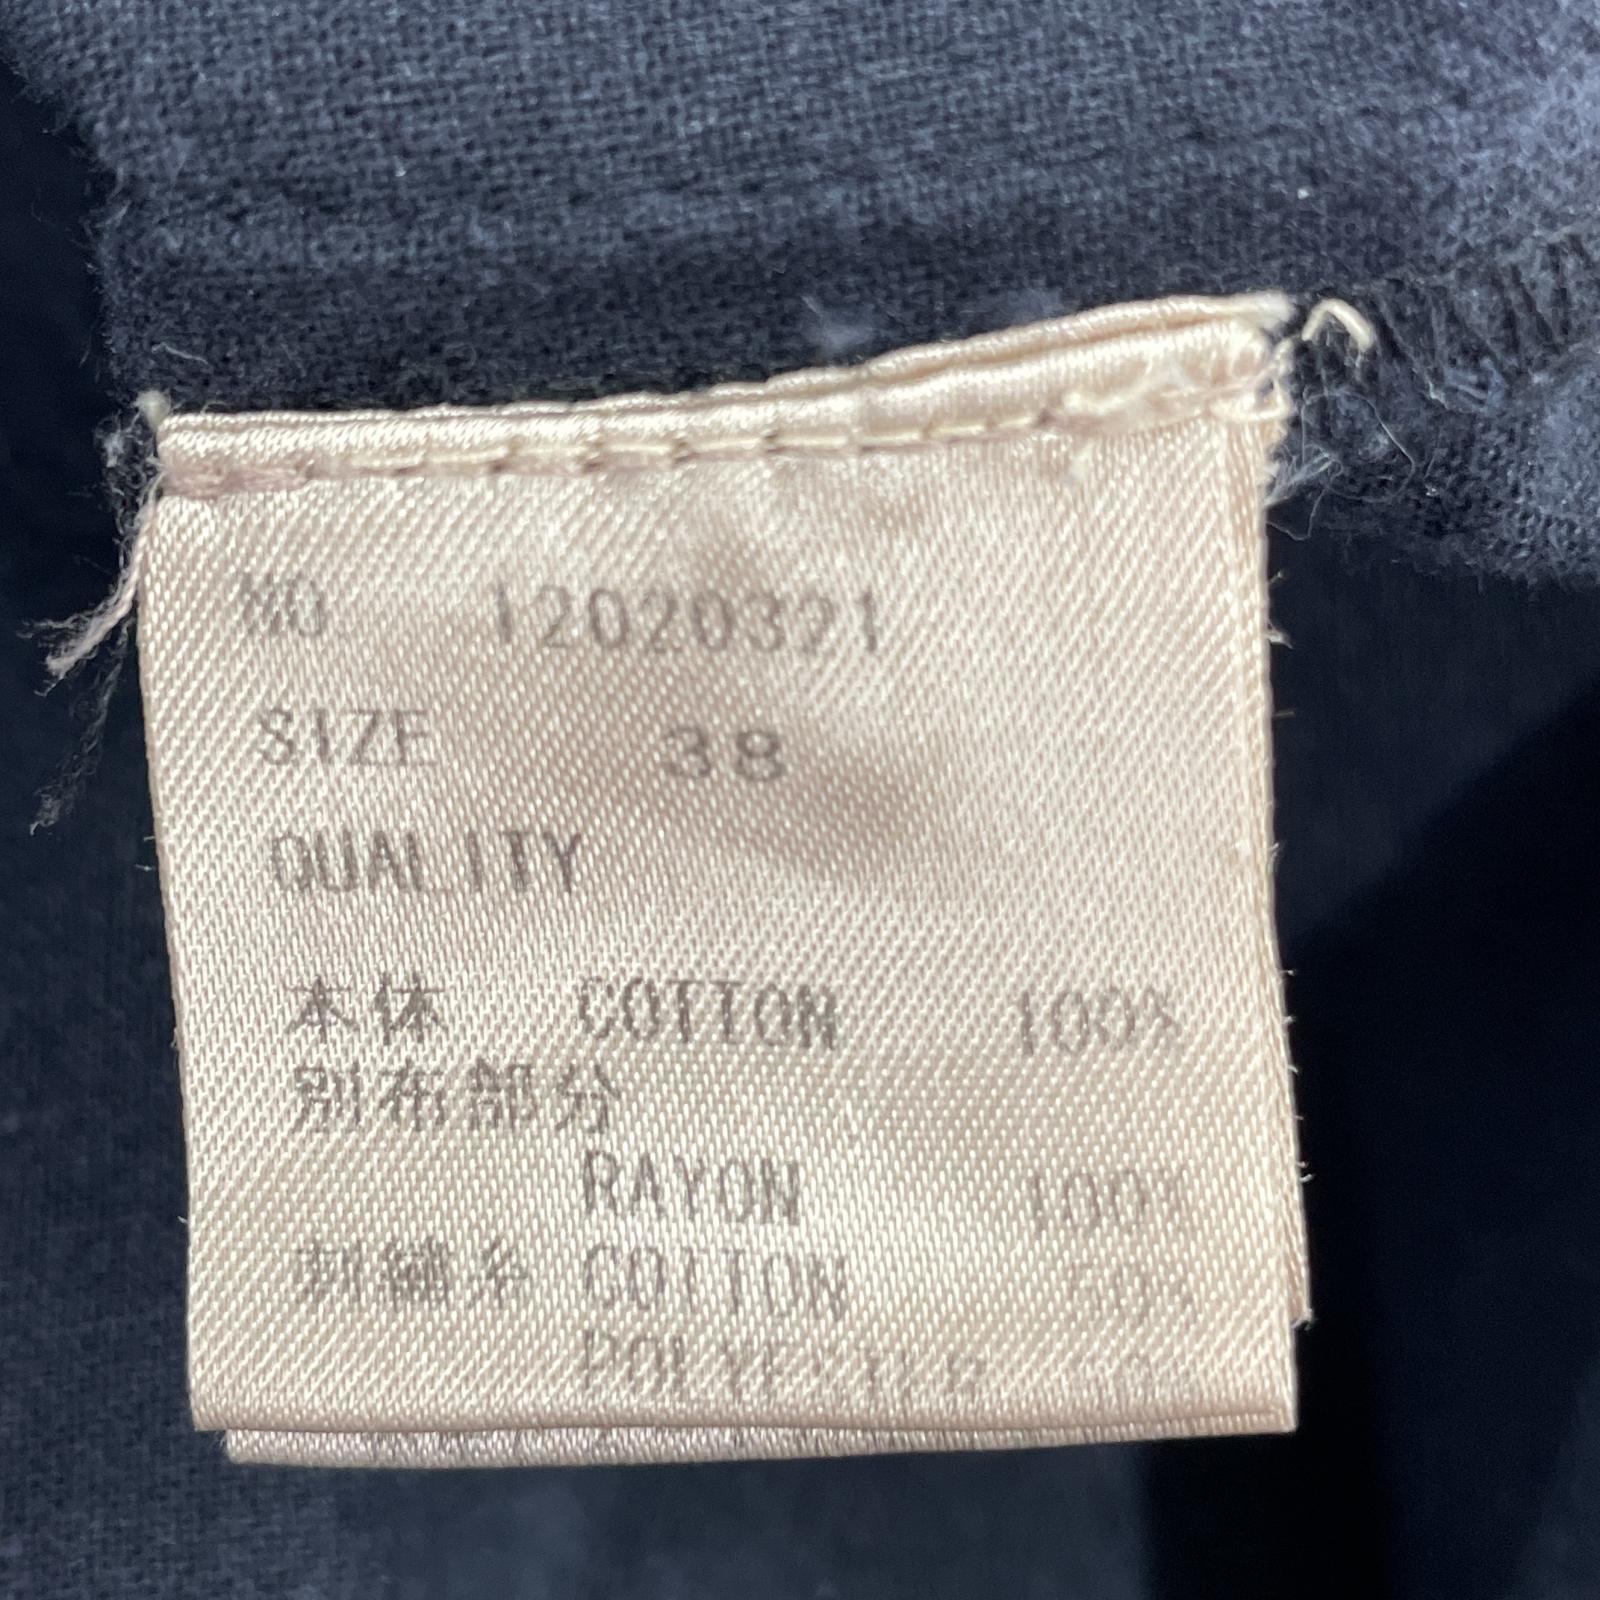 NO. 12020321
SIZE 38
QUALITY
本体 COTTON 100%
別布部分
RAYON 100%
刺繍糸 COTTON 50%